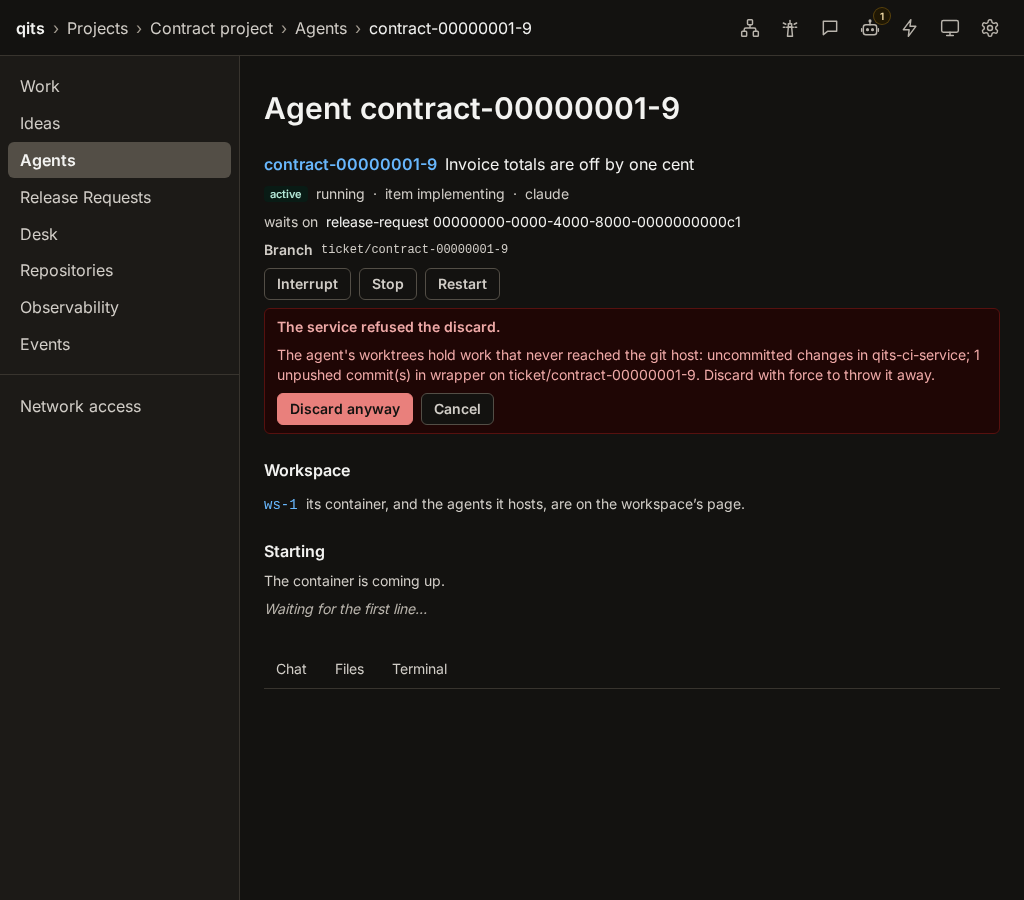 qits › Projects › Contract project › Agents › contract-00000001-9
1
Work
Ideas
Agents
Release Requests
Desk
Repositories
Observability
Events
Network access
Agent contract-00000001-9
contract-00000001-9 Invoice totals are off by one cent
active running · item implementing · claude
waits on release-request 00000000-0000-4000-8000-0000000000c1
Branch ticket/contract-00000001-9
Interrupt Stop Restart
The service refused the discard.
The agent's worktrees hold work that never reached the git host: uncommitted changes in qits-ci-service; 1
unpushed commit(s) in wrapper on ticket/contract-00000001-9. Discard with force to throw it away.
Discard anyway Cancel
Workspace
ws-1 its container, and the agents it hosts, are on the workspace’s page.
Starting
The container is coming up.
Waiting for the first line…
Chat Files Terminal